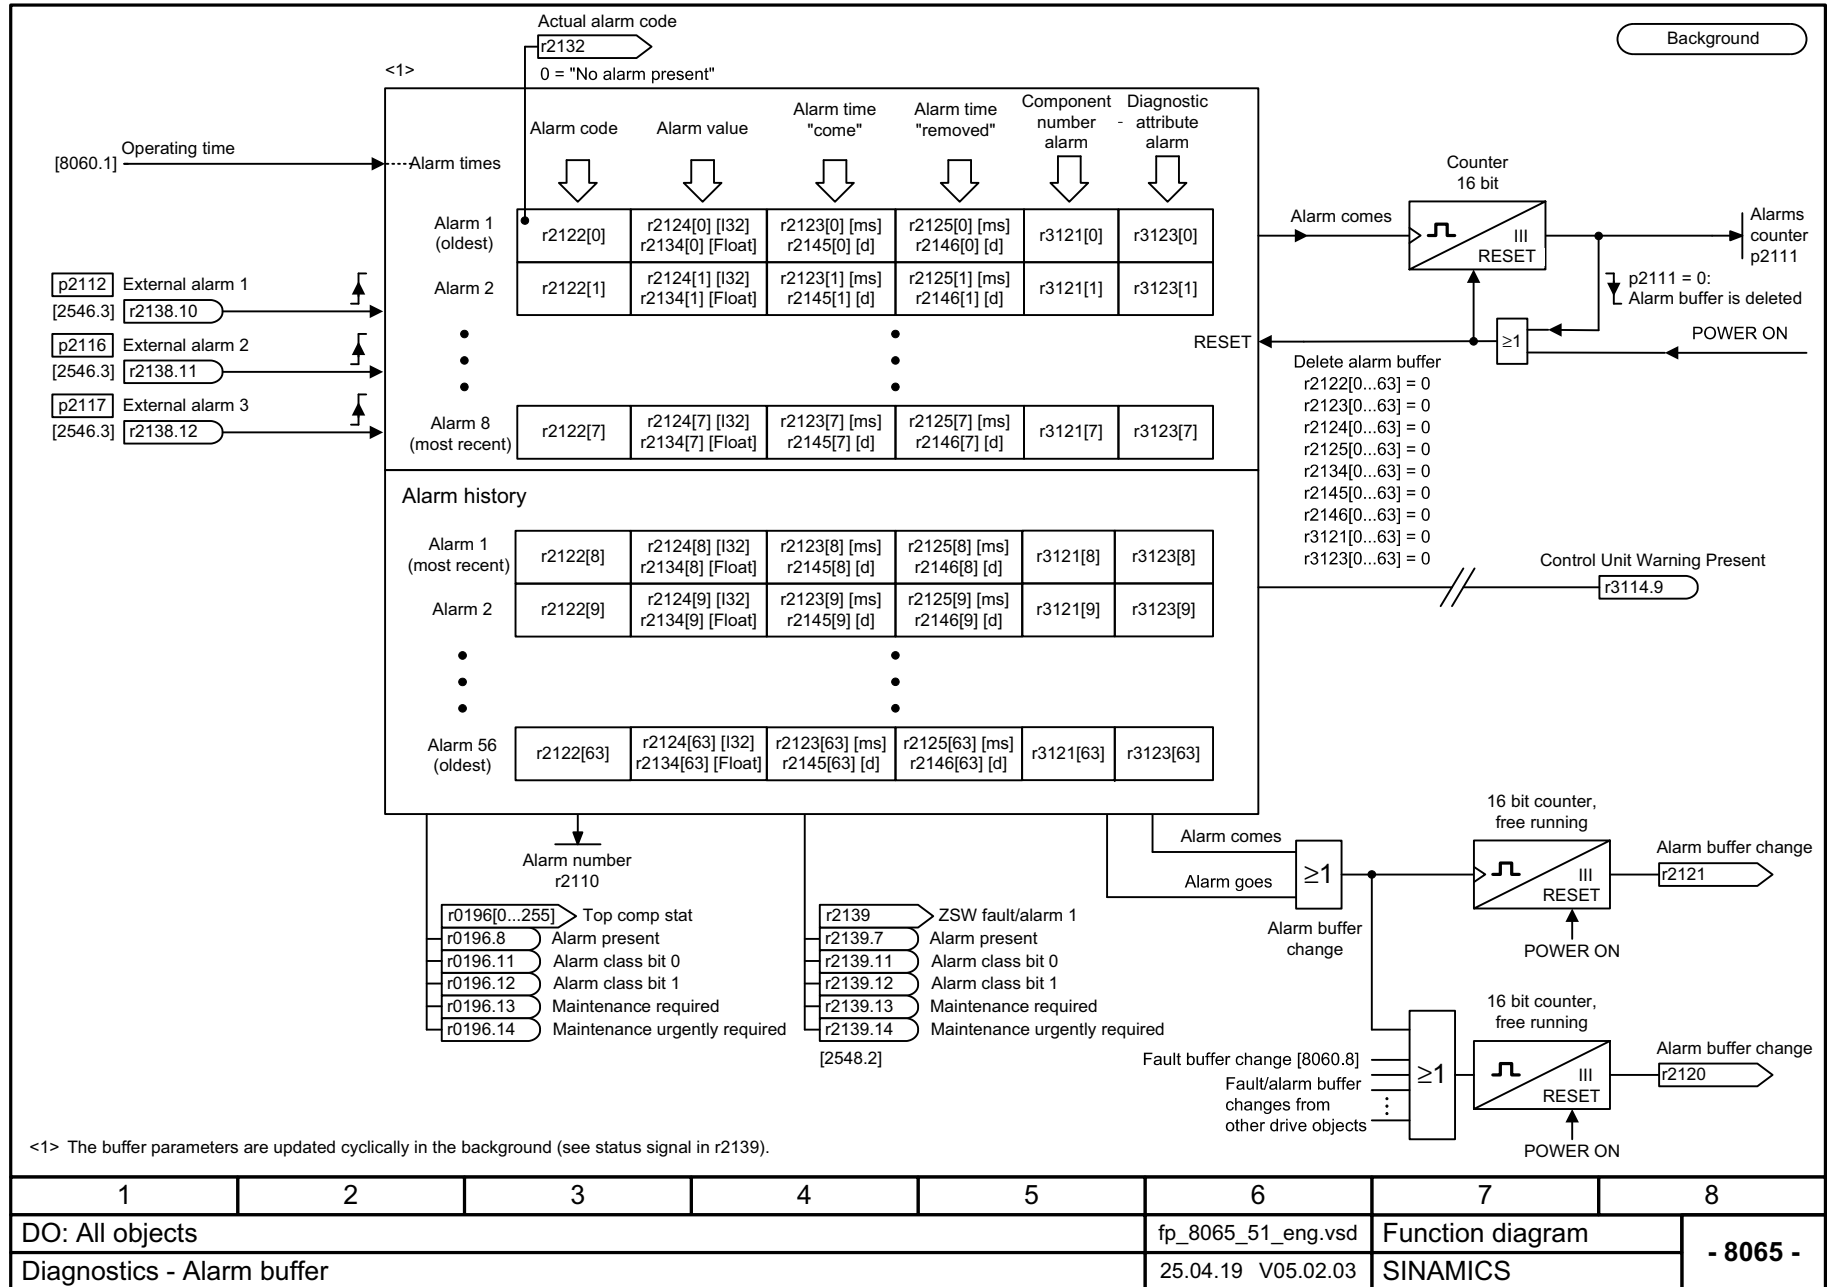 Actual alarm code
r2132
0 = "No alarm present"
Background
<1>
Alarm code
Alarm value
Alarm time
"come"
Alarm time
"removed"
Component
number
alarm
-
Diagnostic
attribute
alarm
[8060.1]
Operating time
Alarm times
Alarm 1
(oldest)
r2122[0]
r2124[0] [I32]
r2134[0] [Float]
r2123[0] [ms]
r2145[0] [d]
r2125[0] [ms]
r2146[0] [d]
r3121[0]
r3123[0]
Alarm 2
r2122[1]
r2124[1] [I32]
r2134[1] [Float]
r2123[1] [ms]
r2145[1] [d]
r2125[1] [ms]
r2146[1] [d]
r3121[1]
r3123[1]
p2112 External alarm 1
[2546.3] r2138.10
p2116 External alarm 2
[2546.3] r2138.11
p2117 External alarm 3
[2546.3] r2138.12
Alarm 8
(most recent)
r2122[7]
r2124[7] [I32]
r2134[7] [Float]
r2123[7] [ms]
r2145[7] [d]
r2125[7] [ms]
r2146[7] [d]
r3121[7]
r3123[7]
RESET
Alarm comes
Counter
16 bit
III
RESET
Alarms
counter
p2111
p2111 = 0:
Alarm buffer is deleted
≥1
POWER ON
Delete alarm buffer
r2122[0...63] = 0
r2123[0...63] = 0
r2124[0...63] = 0
r2125[0...63] = 0
r2134[0...63] = 0
r2145[0...63] = 0
r2146[0...63] = 0
r3121[0...63] = 0
r3123[0...63] = 0
Control Unit Warning Present
r3114.9
Alarm history
Alarm 1
(most recent)
r2122[8]
r2124[8] [I32]
r2134[8] [Float]
r2123[8] [ms]
r2145[8] [d]
r2125[8] [ms]
r2146[8] [d]
r3121[8]
r3123[8]
Alarm 2
r2122[9]
r2124[9] [I32]
r2134[9] [Float]
r2123[9] [ms]
r2145[9] [d]
r2125[9] [ms]
r2146[9] [d]
r3121[9]
r3123[9]
Alarm 56
(oldest)
r2122[63]
r2124[63] [I32]
r2134[63] [Float]
r2123[63] [ms]
r2145[63] [d]
r2125[63] [ms]
r2146[63] [d]
r3121[63]
r3123[63]
Alarm number
r2110
r0196[0...255] Top comp stat
r0196.8 Alarm present
r0196.11 Alarm class bit 0
r0196.12 Alarm class bit 1
r0196.13 Maintenance required
r0196.14 Maintenance urgently required
r2139 ZSW fault/alarm 1
r2139.7 Alarm present
r2139.11 Alarm class bit 0
r2139.12 Alarm class bit 1
r2139.13 Maintenance required
r2139.14 Maintenance urgently required
[2548.2]
Alarm comes
Alarm goes
≥1
Alarm buffer
change
16 bit counter,
free running
III
RESET
POWER ON
Alarm buffer change
r2121
Fault buffer change [8060.8]
Fault/alarm buffer
changes from
other drive objects
≥1
16 bit counter,
free running
III
RESET
POWER ON
Alarm buffer change
r2120
<1> The buffer parameters are updated cyclically in the background (see status signal in r2139).
1 2 3 4 5 6 7 8
DO: All objects
fp_8065_51_eng.vsd
Function diagram
- 8065 -
Diagnostics - Alarm buffer
25.04.19 V05.02.03
SINAMICS